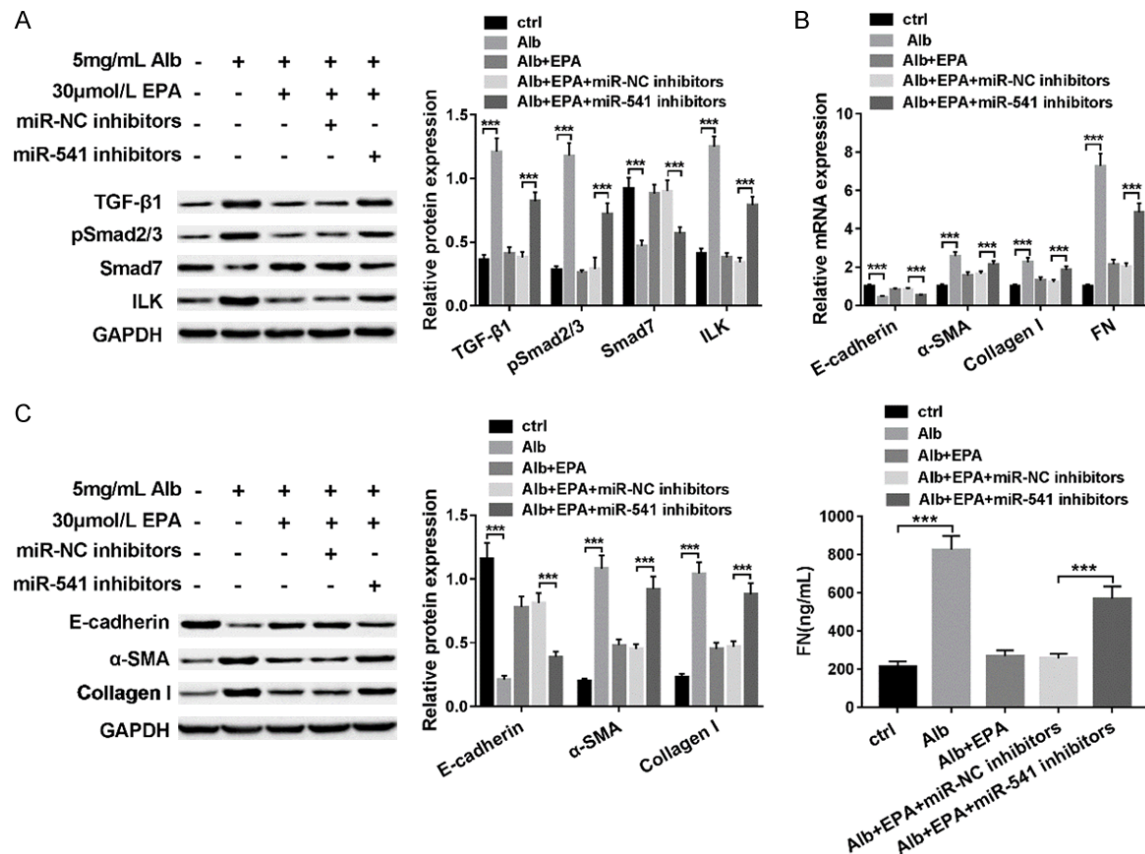 A
5mg/mL Alb - + + + +
30μmol/L EPA - - + + +
miR-NC inhibitors - - - + -
miR-541 inhibitors - - - - +
TGF-β1
pSmad2/3
Smad7
ILK
GAPDH
ctrl
Alb
Alb+EPA
Alb+EPA+miR-NC inhibitors
Alb+EPA+miR-541 inhibitors
Relative protein expression
1.5
1.0
0.5
0.0
*** *** *** *** *** *** *** ***
TGF-β1 pSmad2/3 Smad7 ILK
B
ctrl
Alb
Alb+EPA
Alb+EPA+miR-NC inhibitors
Alb+EPA+miR-541 inhibitors
Relative mRNA expression
10
8
6
4
2
0
*** *** *** *** *** *** *** ***
E-cadherin α-SMA Collagen I FN
C
5mg/mL Alb - + + + +
30μmol/L EPA - - + + +
miR-NC inhibitors - - - + -
miR-541 inhibitors - - - - +
E-cadherin
α-SMA
Collagen I
GAPDH
ctrl
Alb
Alb+EPA
Alb+EPA+miR-NC inhibitors
Alb+EPA+miR-541 inhibitors
Relative protein expression
1.5
1.0
0.5
0.0
*** *** *** *** *** ***
E-cadherin α-SMA Collagen I
ctrl
Alb
Alb+EPA
Alb+EPA+miR-NC inhibitors
Alb+EPA+miR-541 inhibitors
FN(ng/mL)
1000
800
600
400
200
0
*** ***
ctrl Alb Alb+EPA Alb+EPA+miR-NC inhibitors Alb+EPA+miR-541 inhibitors